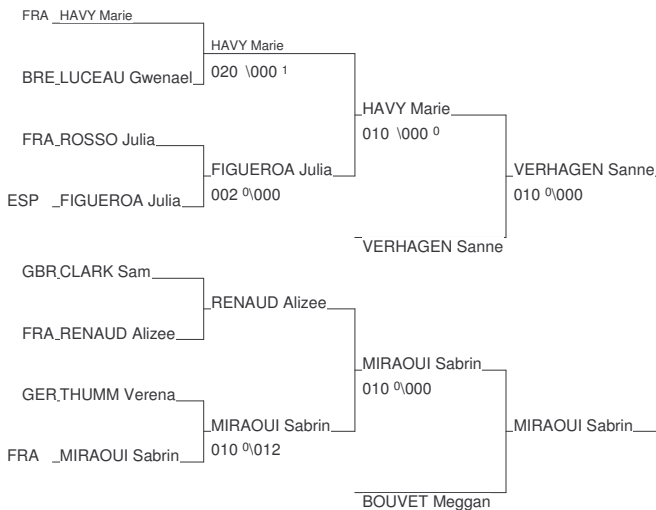 FRA HAVY Marie
HAVY Marie
020 \000 1
BRE LUCEAU Gwenael
HAVY Marie
010 \000 0
FRA ROSSO Julia
FIGUEROA Julia
002 0\000
VERHAGEN Sanne
010 0\000
ESP FIGUEROA Julia
VERHAGEN Sanne
GBR CLARK Sam
RENAUD Alizee
FRA RENAUD Alizee
MIRAOUI Sabrin
010 0\000
GER THUMM Verena
MIRAOUI Sabrin
010 0\012
MIRAOUI Sabrin
FRA MIRAOUI Sabrin
BOUVET Meggan